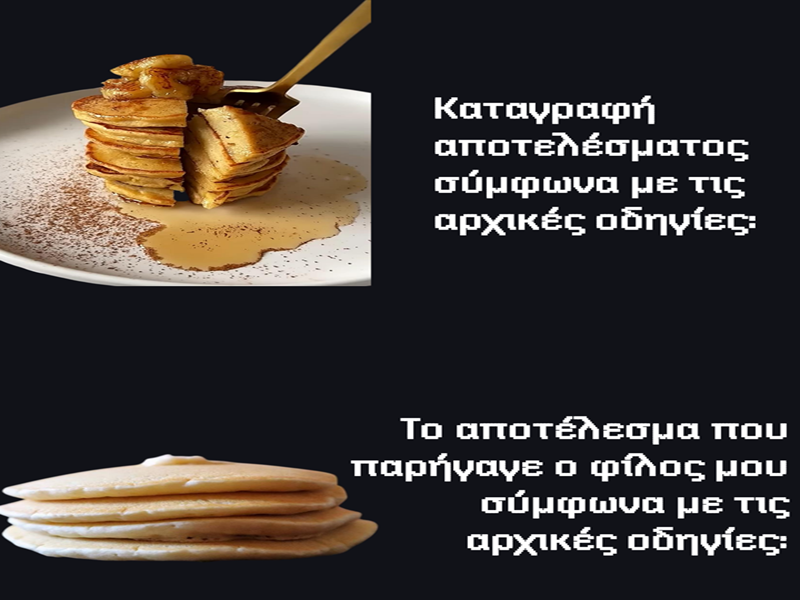 Καταγραφή
αποτελέσματος
σύμφωνα με τις
αρχικές οδηγίες:
Το αποτέλεσμα που
παρήγαγε ο φίλος μου
σύμφωνα με τις
αρχικές οδηγίες: